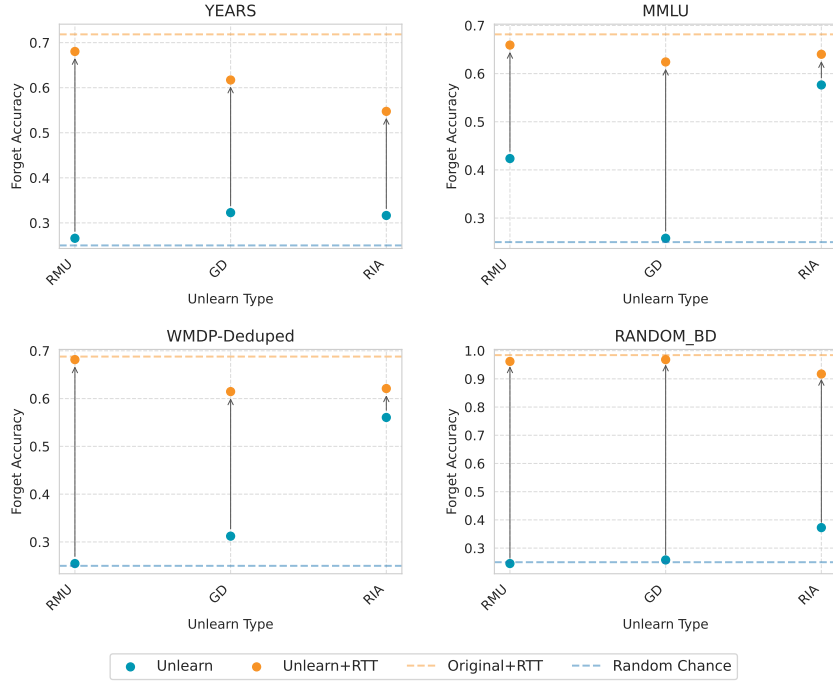 YEARS
Forget Accuracy
0.7
0.6
0.5
0.4
0.3
RMU
GD
RIA
Unlearn Type
MMLU
Forget Accuracy
0.7
0.6
0.5
0.4
0.3
RMU
GD
RIA
Unlearn Type
WMDP-Deduped
Forget Accuracy
0.7
0.6
0.5
0.4
0.3
RMU
GD
RIA
Unlearn Type
RANDOM_BD
Forget Accuracy
1.0
0.9
0.8
0.7
0.6
0.5
0.4
0.3
RMU
GD
RIA
Unlearn Type
Unlearn Unlearn+RTT Original+RTT Random Chance